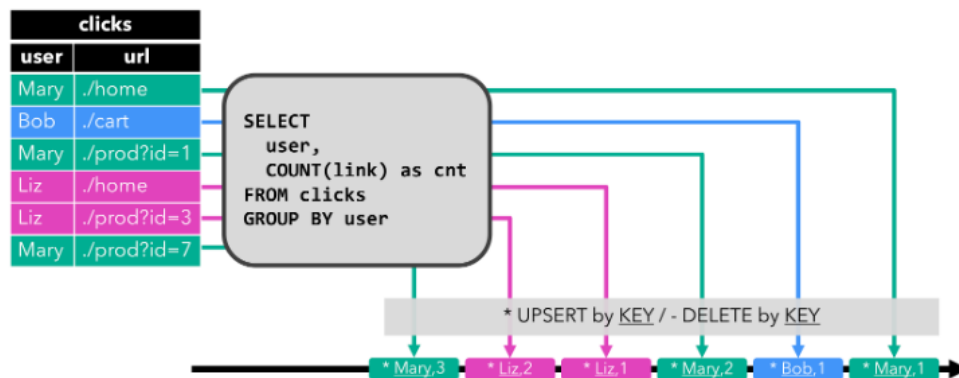 clicks
user url
Mary ./home
Bob ./cart
Mary ./prod?id=1
Liz ./home
Liz ./prod?id=3
Mary ./prod?id=7
SELECT
user,
COUNT(link) as cnt
FROM clicks
GROUP BY user
* UPSERT by KEY / - DELETE by KEY
* Mary,3 * Liz,2 * Liz,1 * Mary,2 * Bob,1 * Mary,1